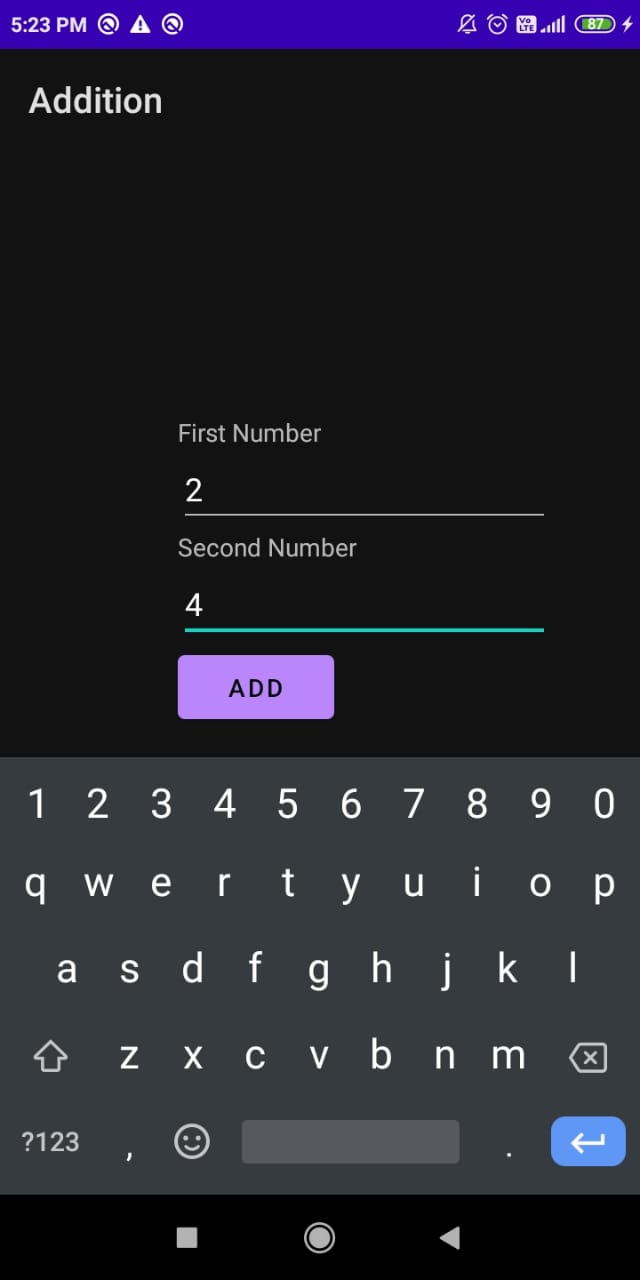 5:23 PM Vo LTE 87
Addition
First Number
2
Second Number
4
ADD
1 2 3 4 5 6 7 8 9 0
q w e r t y u i o p
a s d f g h j k l
z x c v b n m
?123 , .